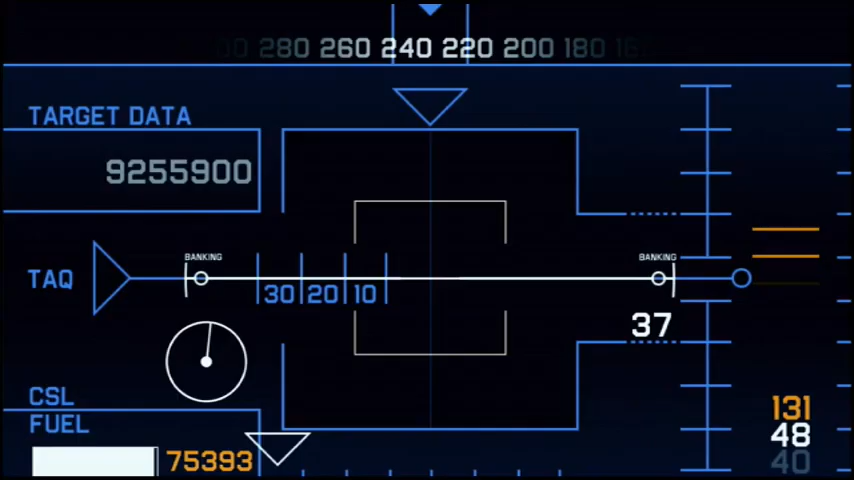 280 260 240 220 200 180
TARGET DATA
9255900
BANKING BANKING
TAQ
30 20 10
37
CSL
FUEL
131
48
40
75393